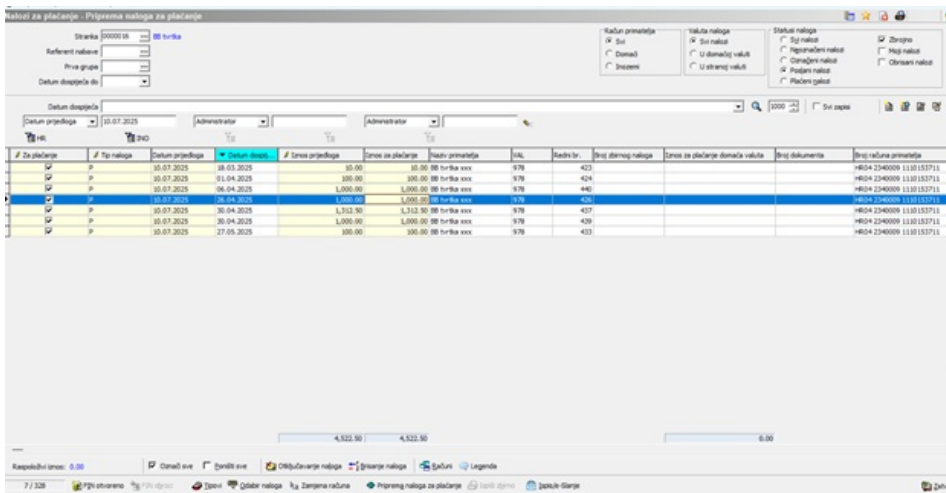 Nalozi za plaćanje - Priprema naloga za plaćanje
Stranka 0000016 BB tvrtka
Referent nabave
Prva grupa
Datum dospijeća do
Račun primatelja
Svi
Domaći
Inozemni
Valuta naloga
Svi nalozi
U domaćoj valuti
U stranoj valuti
Statusi naloga
Svi nalozi
Neoznačeni nalozi
Označeni nalozi
Poslani nalozi
Plaćeni nalozi
Zbrojno
Moji nalozi
Obrisani nalozi
Datum dospijeća 1000 Svi zapisi
Datum prijedloga 10.07.2025 Administrator Administrator
HR INO
Za plaćanje Tip naloga Datum prijedloga Datum dospij... Iznos prijedloga Iznos za plaćanje Naziv primatelja VAL Redni br. Broj zbirnog naloga Iznos za plaćanje domaća valuta Broj dokumenta Broj računa primatelja
P 10.07.2025 18.03.2025 10.00 10.00 BB tvrtka xxx 978 423 HR04 2340009 1110153711
P 10.07.2025 01.04.2025 100.00 100.00 BB tvrtka xxx 978 424 HR04 2340009 1110153711
P 10.07.2025 06.04.2025 1,000.00 1,000.00 BB tvrtka xxx 978 440 HR04 2340009 1110153711
P 10.07.2025 26.04.2025 1,000.00 1,000.00 BB tvrtka xxx 978 426 HR04 2340009 1110153711
P 10.07.2025 30.04.2025 1,312.50 1,312.50 BB tvrtka xxx 978 437 HR04 2340009 1110153711
P 10.07.2025 30.04.2025 1,000.00 1,000.00 BB tvrtka xxx 978 439 HR04 2340009 1110153711
P 10.07.2025 27.05.2025 100.00 100.00 BB tvrtka xxx 978 433 HR04 2340009 1110153711
4,522.50 4,522.50 0.00
Raspoloživi iznos: 0.00 Označi sve Poništi sve Otključavanje naloga Brisanje naloga Računi Legenda
7 / 328 FIN otvoreno Tipovi Odabir naloga Zamjena računa Priprema naloga za plaćanje Ispiši zbirno Ispis/e-Slanje